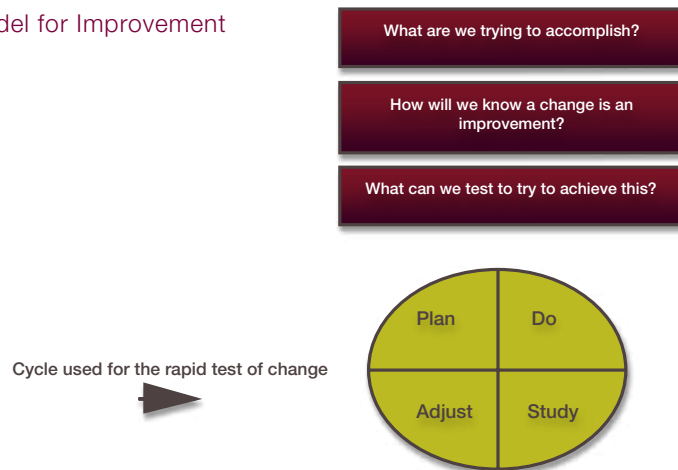 del for Improvement
What are we trying to accomplish?
How will we know a change is an
improvement?
What can we test to try to achieve this?
Plan
Do
Cycle used for the rapid test of change
Adjust
Study